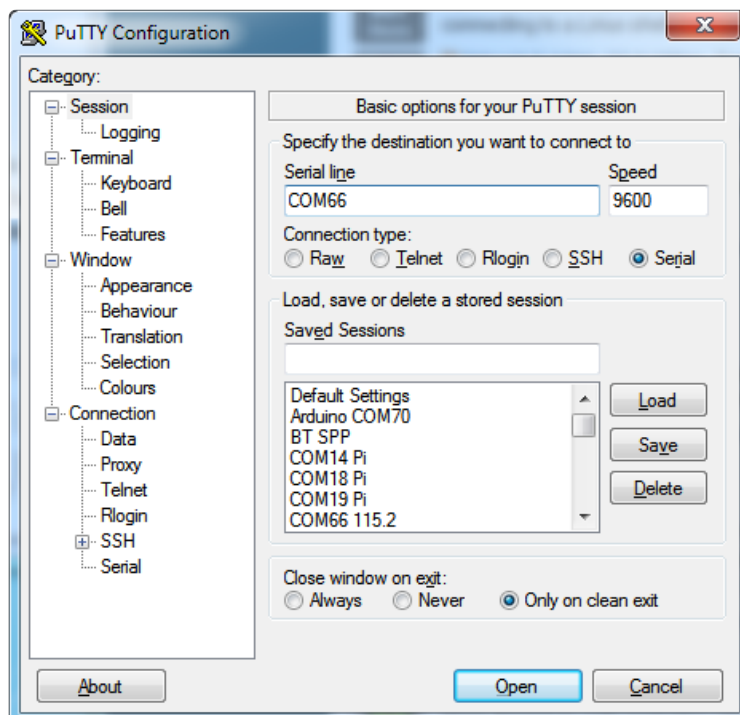 PuTTY Configuration
Category:
Session
Logging
Terminal
Keyboard
Bell
Features
Window
Appearance
Behaviour
Translation
Selection
Colours
Connection
Data
Proxy
Telnet
Rlogin
SSH
Serial
Basic options for your PuTTY session
Specify the destination you want to connect to
Serial line Speed
COM66 9600
Connection type:
Raw Telnet Rlogin SSH Serial
Load, save or delete a stored session
Saved Sessions
Default Settings
Arduino COM70
BT SPP
COM14 Pi
COM18 Pi
COM19 Pi
COM66 115.2
Load
Save
Delete
Close window on exit:
Always Never Only on clean exit
About Open Cancel